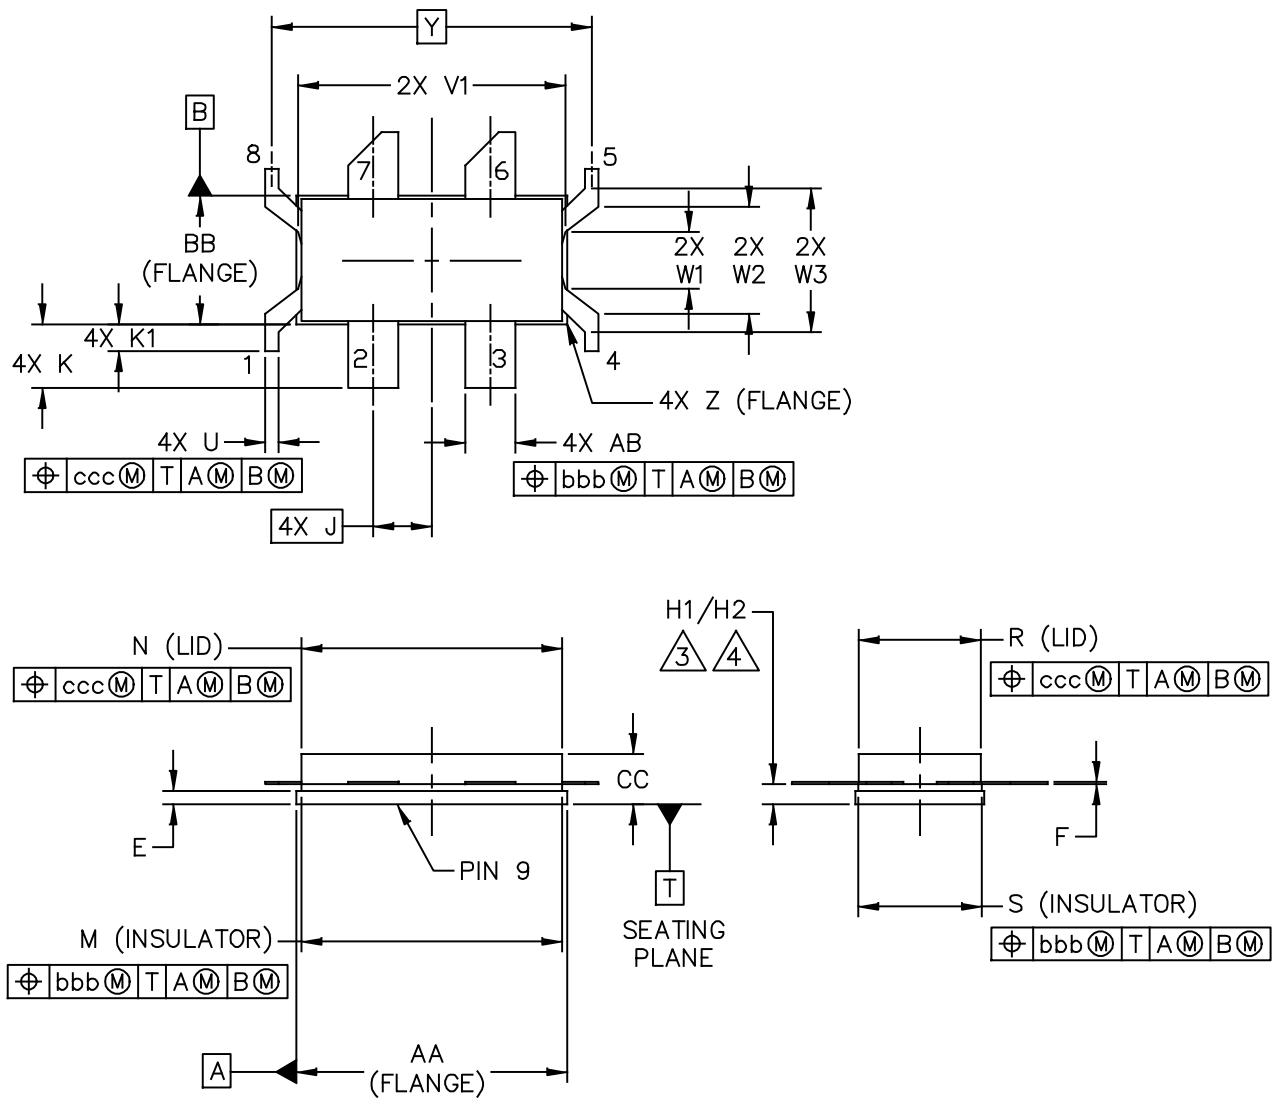 Y
2X V1
B
8
7
6
5
BB
(FLANGE)
2X
W1
2X
W2
2X
W3
4X K1
4X K
1
2
3
4
4X Z (FLANGE)
4X U
4X AB
⌖ ccc Ⓜ T A Ⓜ B Ⓜ
⌖ bbb Ⓜ T A Ⓜ B Ⓜ
4X J
H1/H2
3 4
N (LID)
R (LID)
⌖ ccc Ⓜ T A Ⓜ B Ⓜ
⌖ ccc Ⓜ T A Ⓜ B Ⓜ
CC
E
F
PIN 9
T
SEATING
PLANE
S (INSULATOR)
⌖ bbb Ⓜ T A Ⓜ B Ⓜ
M (INSULATOR)
⌖ bbb Ⓜ T A Ⓜ B Ⓜ
A
AA
(FLANGE)